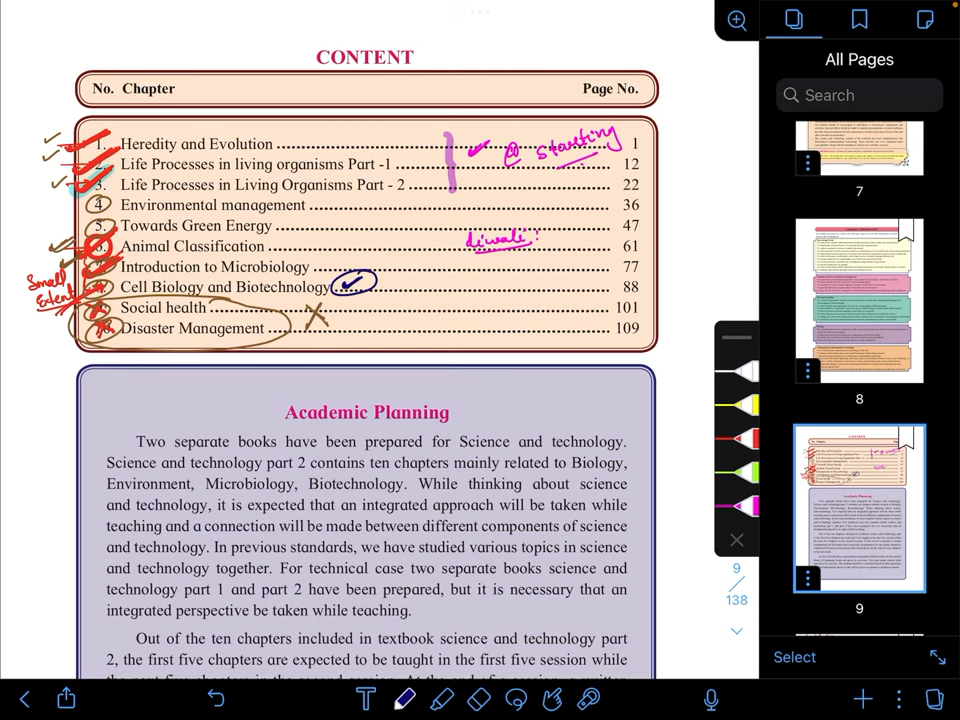 CONTENT
No. Chapter Page No.
1. Heredity and Evolution 1
@ starting
2. Life Processes in living organisms Part -1 12
3. Life Processes in Living Organisms Part - 2 22
4. Environmental management 36
5. Towards Green Energy 47
diwali
6. Animal Classification 61
Introduction to Microbiology 77
Small
Extent
Cell Biology and Biotechnology 88
Social health 101
10. Disaster Management 109
Academic Planning
Two separate books have been prepared for Science and technology.
Science and technology part 2 contains ten chapters mainly related to Biology,
Environment, Microbiology, Biotechnology. While thinking about science
and technology, it is expected that an integrated approach will be taken while
teaching and a connection will be made between different components of science
and technology. In previous standards, we have studied various topics in science
and technology together. For technical case two separate books science and
technology part 1 and part 2 have been prepared, but it is necessary that an
integrated perspective be taken while teaching.
Out of the ten chapters included in textbook science and technology part
2, the first five chapters are expected to be taught in the first five session while
All Pages
Search
7
8
9
Select
9
138